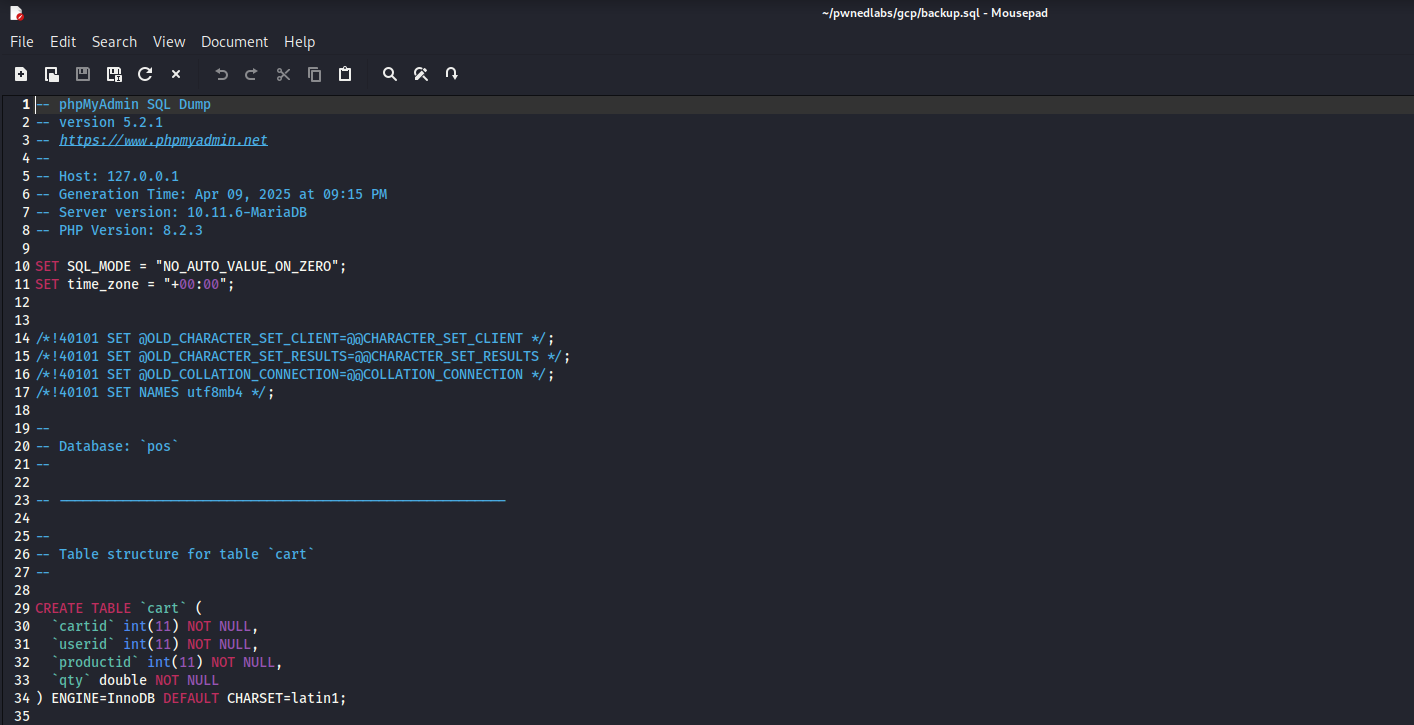 ~/pwnedlabs/gcp/backup.sql - Mousepad
File Edit Search View Document Help
1 -- phpMyAdmin SQL Dump
2 -- version 5.2.1
3 -- https://www.phpmyadmin.net
4 --
5 -- Host: 127.0.0.1
6 -- Generation Time: Apr 09, 2025 at 09:15 PM
7 -- Server version: 10.11.6-MariaDB
8 -- PHP Version: 8.2.3
9
10 SET SQL_MODE = "NO_AUTO_VALUE_ON_ZERO";
11 SET time_zone = "+00:00";
12
13
14 /*!40101 SET @OLD_CHARACTER_SET_CLIENT=@@CHARACTER_SET_CLIENT */;
15 /*!40101 SET @OLD_CHARACTER_SET_RESULTS=@@CHARACTER_SET_RESULTS */;
16 /*!40101 SET @OLD_COLLATION_CONNECTION=@@COLLATION_CONNECTION */;
17 /*!40101 SET NAMES utf8mb4 */;
18
19 --
20 -- Database: `pos`
21 --
22
23 -- --------------------------------------------------------
24
25 --
26 -- Table structure for table `cart`
27 --
28
29 CREATE TABLE `cart` (
30   `cartid` int(11) NOT NULL,
31   `userid` int(11) NOT NULL,
32   `productid` int(11) NOT NULL,
33   `qty` double NOT NULL
34 ) ENGINE=InnoDB DEFAULT CHARSET=latin1;
35